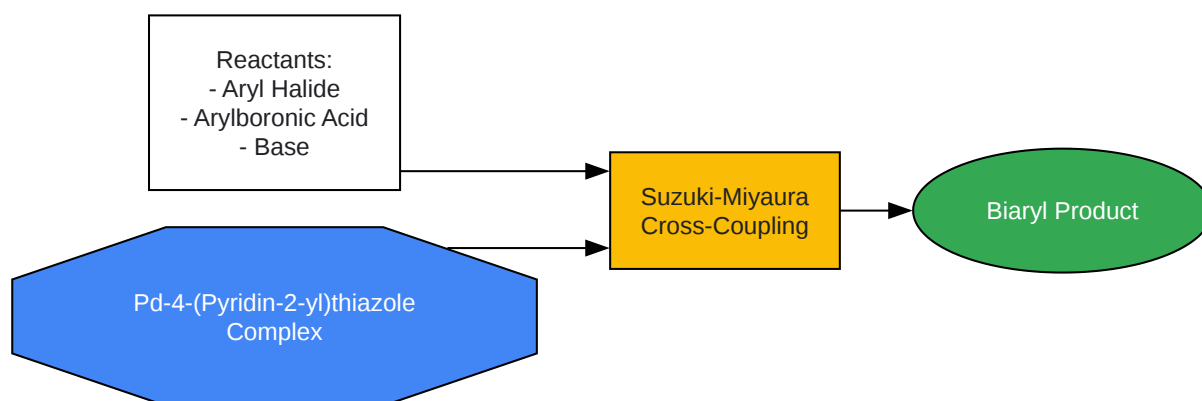 Reactants:
- Aryl Halide
- Arylboronic Acid
- Base
Suzuki-Miyaura
Cross-Coupling
Biaryl Product
Pd-4-(Pyridin-2-yl)thiazole
Complex